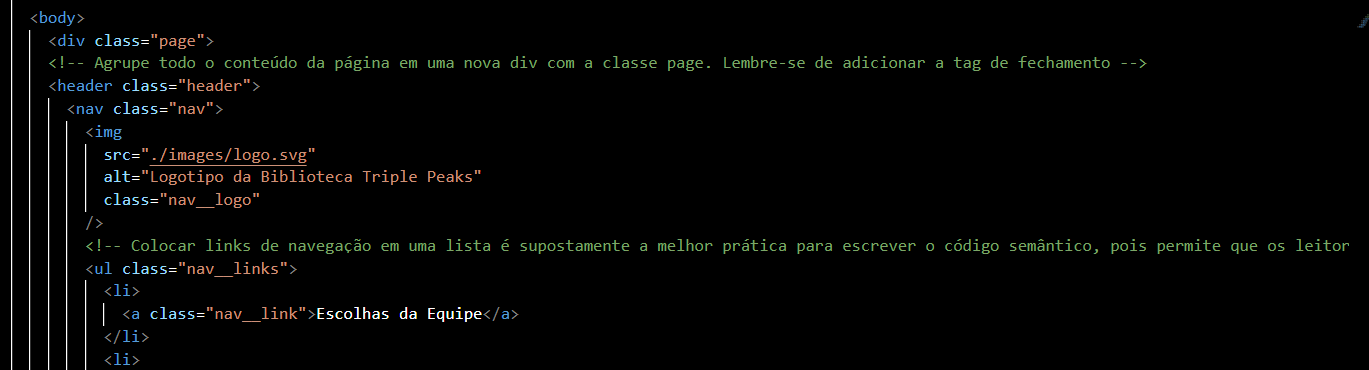 <body>
<div class="page">
<!-- Agrupe todo o conteúdo da página em uma nova div com a classe page. Lembre-se de adicionar a tag de fechamento -->
<header class="header">
<nav class="nav">
<img
src="./images/logo.svg"
alt="Logotipo da Biblioteca Triple Peaks"
class="nav__logo"
/>
<!-- Colocar links de navegação em uma lista é supostamente a melhor prática para escrever o código semântico, pois permite que os leitor
<ul class="nav__links">
<li>
<a class="nav__link">Escolhas da Equipe</a>
</li>
<li>